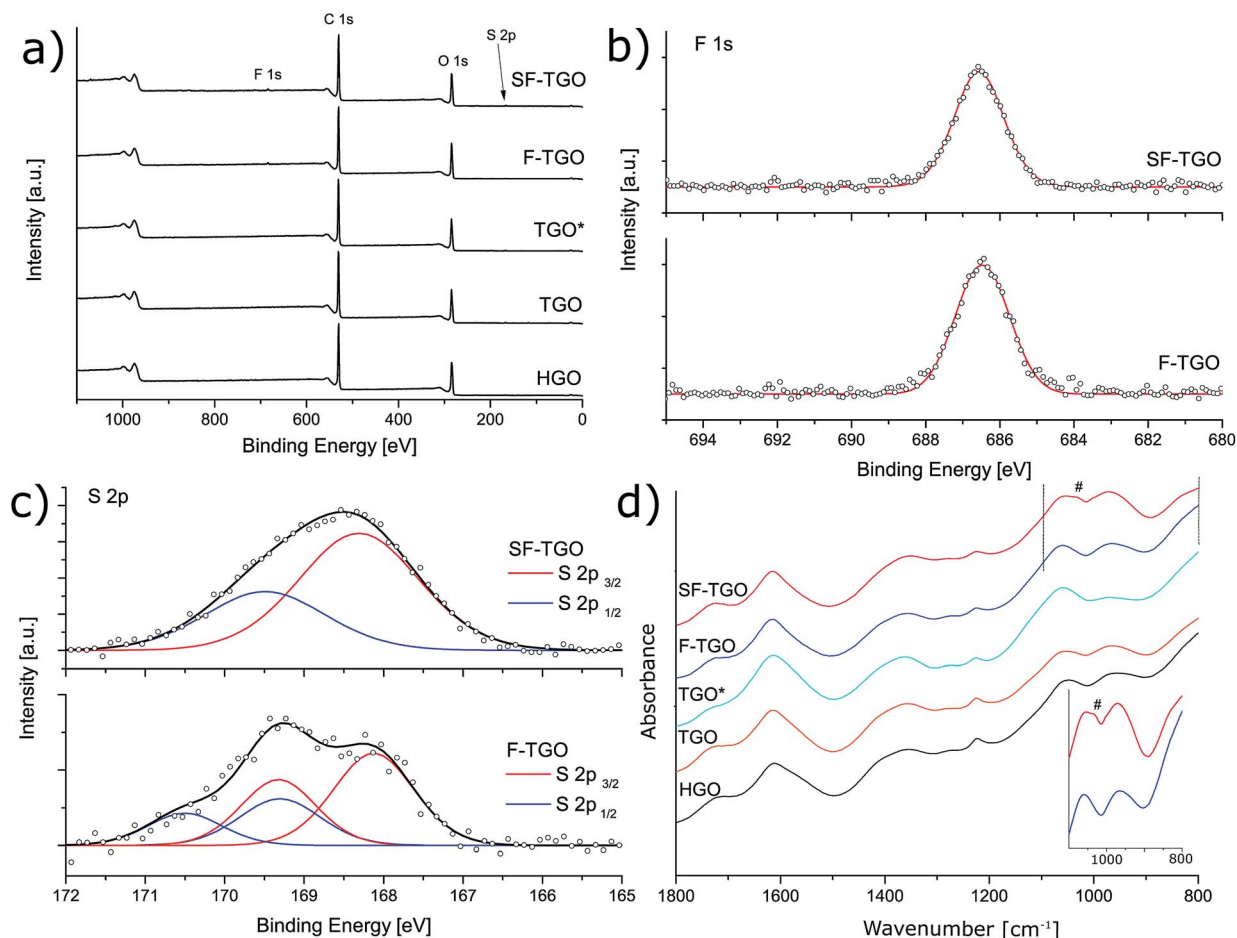 a)
C 1s
S 2p
F 1s
O 1s
SF-TGO
F-TGO
TGO*
TGO
HGO
Intensity [a.u.]
1000 800 600 400 200 0
Binding Energy [eV]
b)
F 1s
SF-TGO
F-TGO
Intensity [a.u.]
694 692 690 688 686 684 682 680
Binding Energy [eV]
c)
S 2p
SF-TGO
S 2p 3/2
S 2p 1/2
F-TGO
S 2p 3/2
S 2p 1/2
Intensity [a.u.]
172 171 170 169 168 167 166 165
Binding Energy [eV]
d)
#
SF-TGO
F-TGO
TGO*
TGO
HGO
#
1000 800
Absorbance
1800 1600 1400 1200 1000 800
Wavenumber [cm⁻¹]